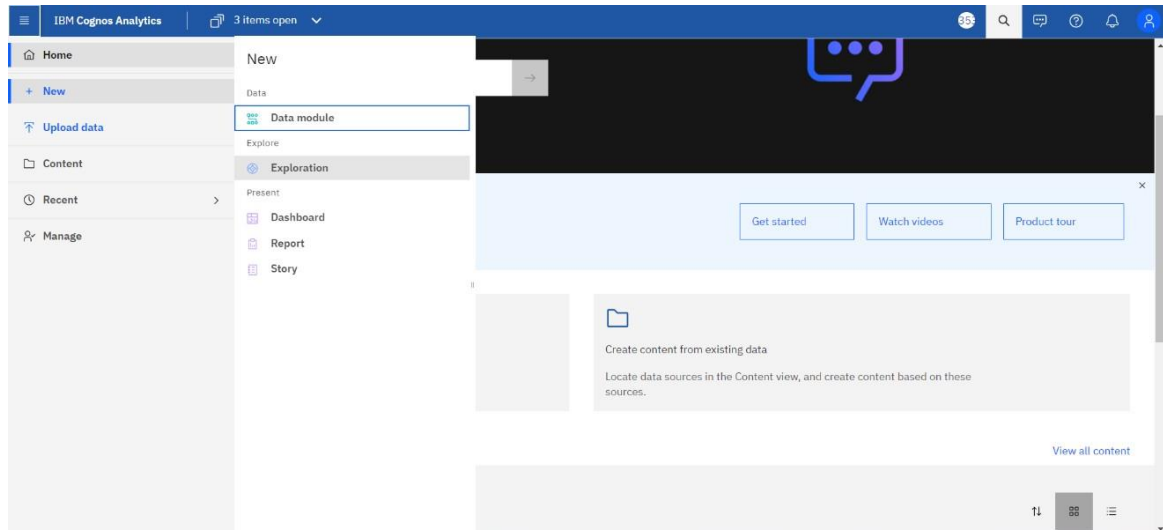 IBM Cognos Analytics
3 items open
35
Home
New
Upload data
Content
Recent
Manage
New
Data
Data module
Explore
Exploration
Present
Dashboard
Report
Story
Get started
Watch videos
Product tour
Create content from existing data
Locate data sources in the Content view, and create content based on these
sources.
View all content